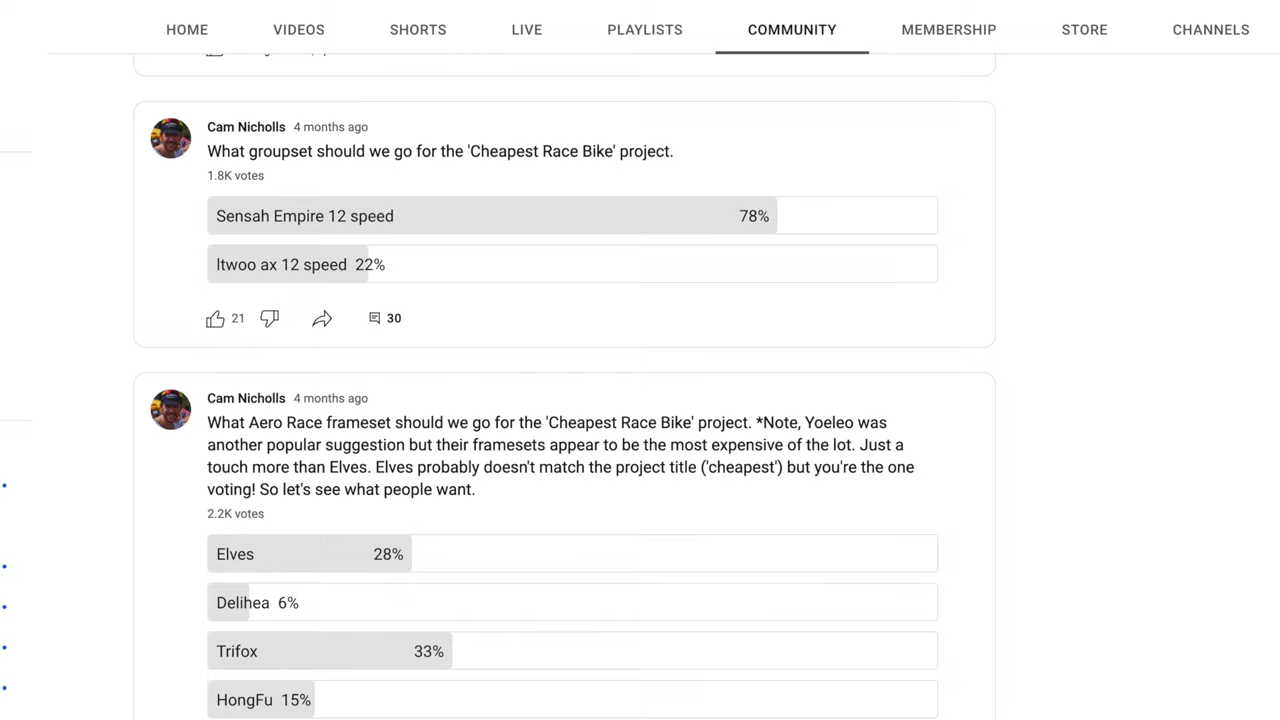 HOME VIDEOS SHORTS LIVE PLAYLISTS COMMUNITY MEMBERSHIP STORE CHANNELS
Cam Nicholls 4 months ago
What groupset should we go for the 'Cheapest Race Bike' project.
1.8K votes
Sensah Empire 12 speed 78%
ltwoo ax 12 speed 22%
21 30
Cam Nicholls 4 months ago
What Aero Race frameset should we go for the 'Cheapest Race Bike' project. *Note, Yoeleo was
another popular suggestion but their framesets appear to be the most expensive of the lot. Just a
touch more than Elves. Elves probably doesn't match the project title ('cheapest') but you're the one
voting! So let's see what people want.
2.2K votes
Elves 28%
Delihea 6%
Trifox 33%
HongFu 15%